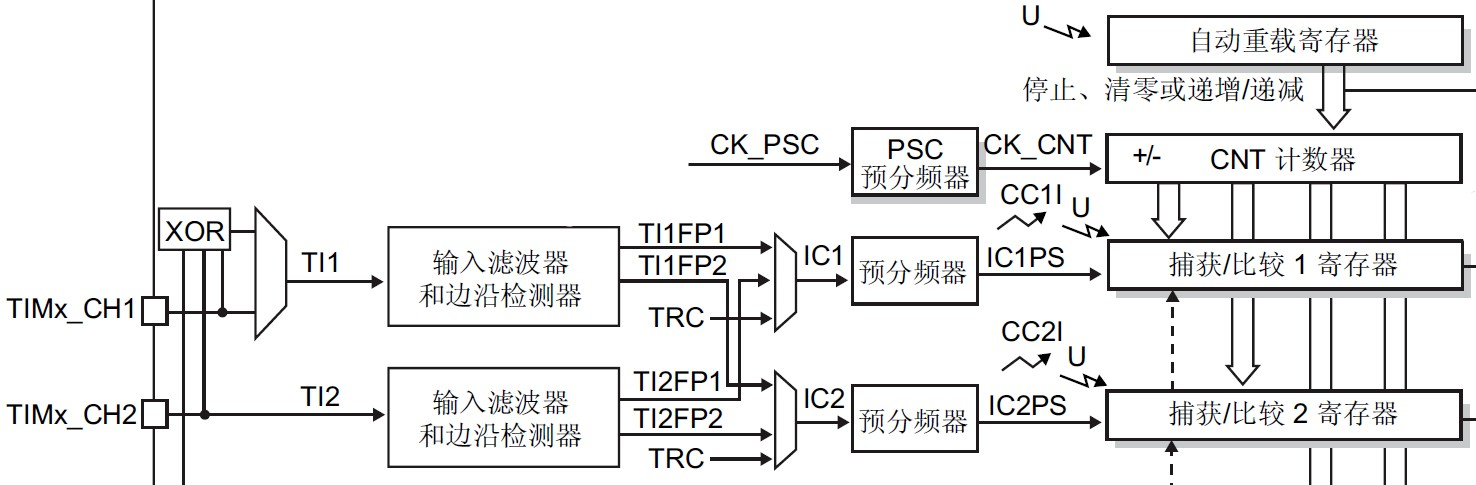 U
自动重载寄存器
停止、清零或递增/递减
CK_PSC
PSC
预分频器
CK_CNT
+/-
CNT 计数器
CC1I
U
XOR
TI1
输入滤波器
和边沿检测器
TI1FP1
TI1FP2
TRC
IC1
预分频器
IC1PS
捕获/比较 1 寄存器
TIMx_CH1
CC2I
U
TIMx_CH2
TI2
输入滤波器
和边沿检测器
TI2FP1
TI2FP2
TRC
IC2
预分频器
IC2PS
捕获/比较 2 寄存器